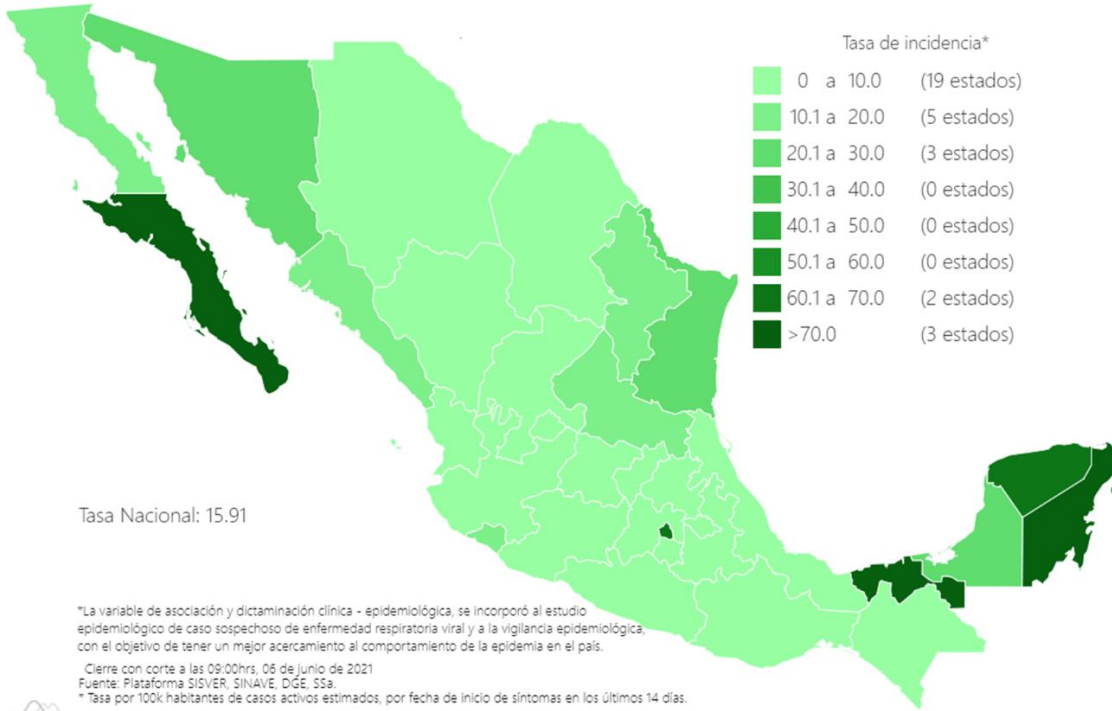 Tasa de incidencia*
0 a 10.0 (19 estados)
10.1 a 20.0 (5 estados)
20.1 a 30.0 (3 estados)
30.1 a 40.0 (0 estados)
40.1 a 50.0 (0 estados)
50.1 a 60.0 (0 estados)
60.1 a 70.0 (2 estados)
>70.0 (3 estados)
Tasa Nacional: 15.91
*La variable de asociación y dictaminación clínica - epidemiológica, se incorporó al estudio
epidemiológico de caso sospechoso de enfermedad respiratoria viral y a la vigilancia epidemiológica,
con el objetivo de tener un mejor acercamiento al comportamiento de la epidemia en el país.
Cierre con corte a las 09:00hrs, 06 de Junio de 2021
Fuente: Plataforma SISVER, SINAVE, DGE, SSa.
* Tasa por 100k habitantes de casos activos estimados, por fecha de inicio de síntomas en los últimos 14 días.